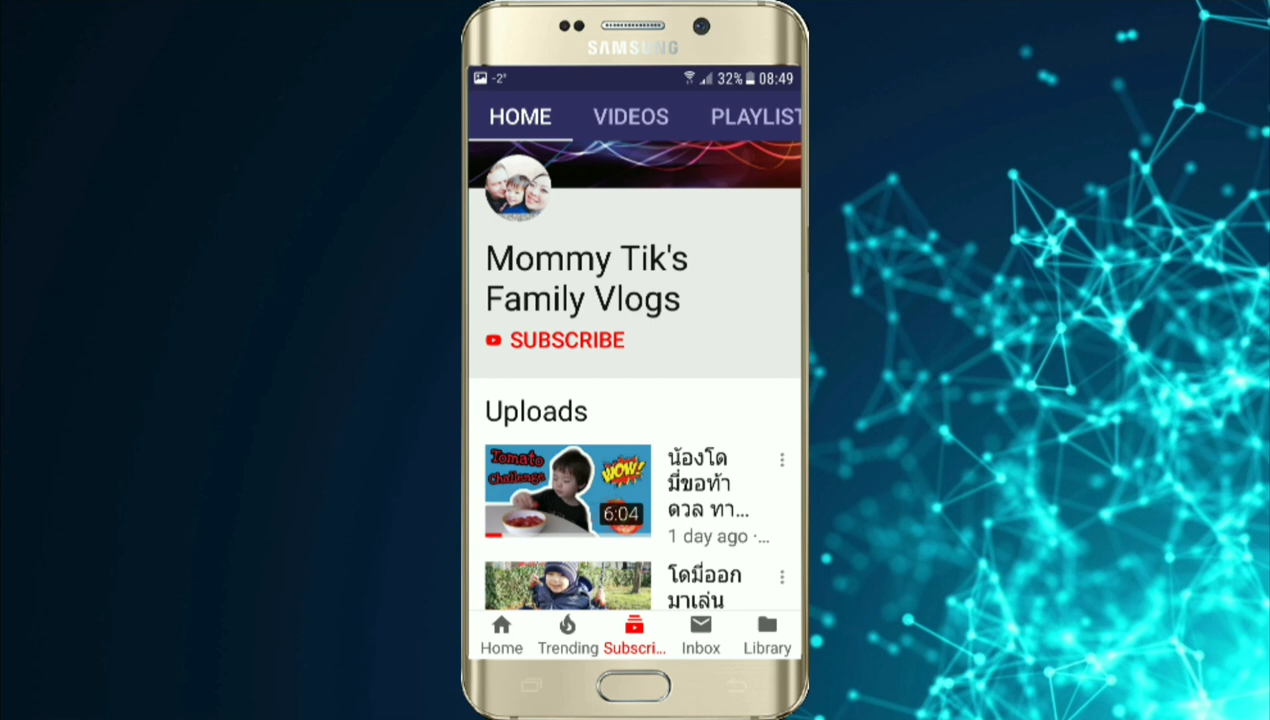 SAMSUNG
-2° 32% 08:49
HOME VIDEOS PLAYLIST
Mommy Tik's
Family Vlogs
SUBSCRIBE
Uploads
Tomato
Challenge
WOW!
6:04
น้องโด
มี่ขอท้า
ดวล ทา...
1 day ago ·...
โดมี่ออก
มาเล่น
Home Trending Subscri... Inbox Library